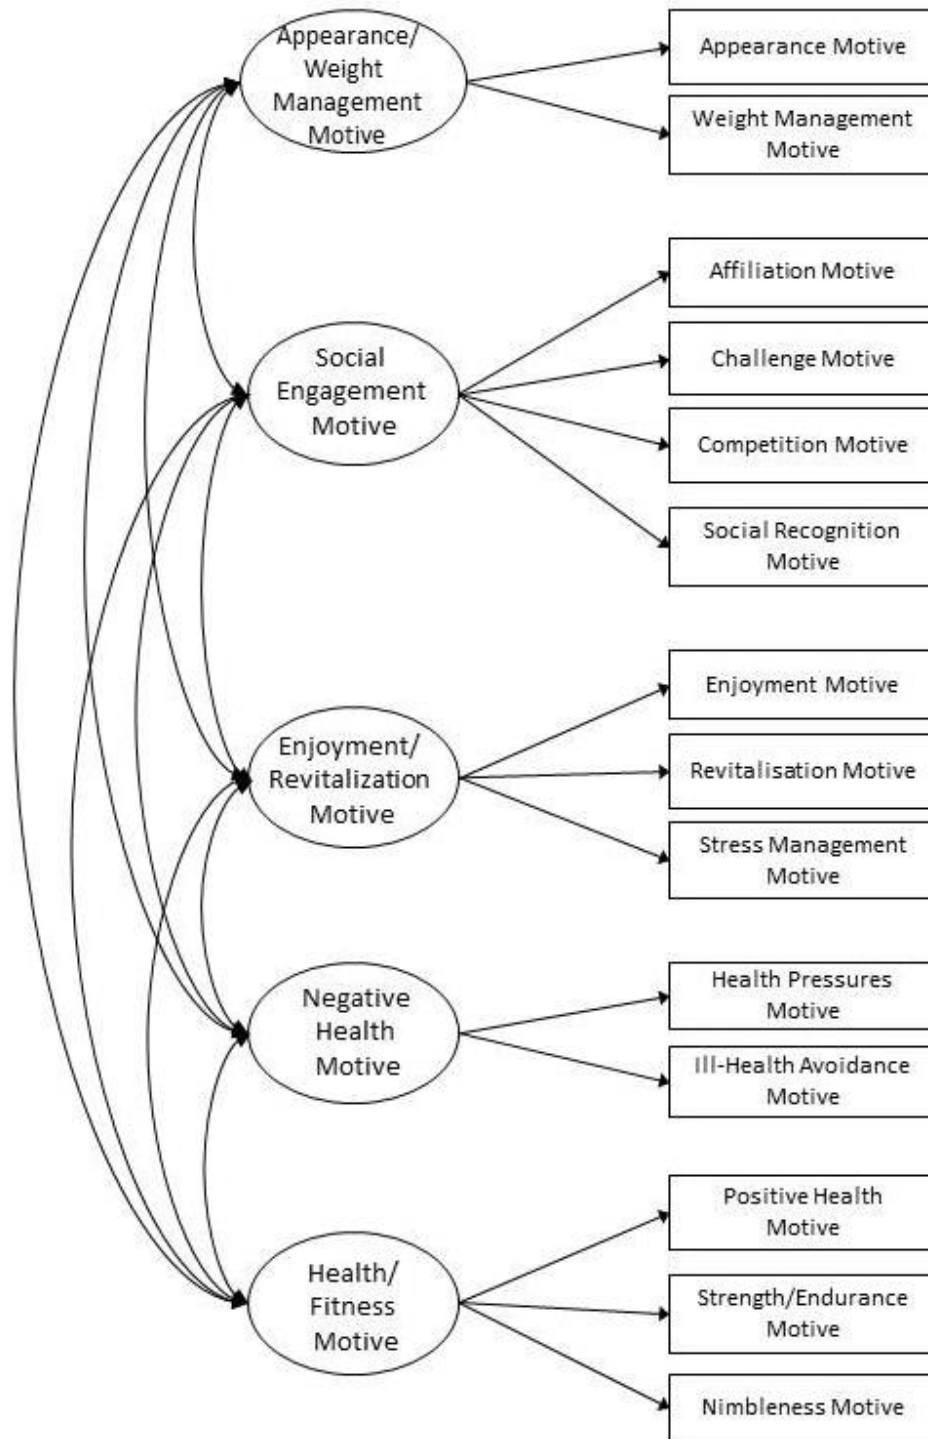 Appearance/
Weight
Management
Motive
Appearance Motive
Weight Management
Motive
Social
Engagement
Motive
Affiliation Motive
Challenge Motive
Competition Motive
Social Recognition
Motive
Enjoyment/
Revitalization
Motive
Enjoyment Motive
Revitalisation Motive
Stress Management
Motive
Negative
Health
Motive
Health Pressures
Motive
Ill-Health Avoidance
Motive
Health/
Fitness
Motive
Positive Health
Motive
Strength/Endurance
Motive
Nimbleness Motive